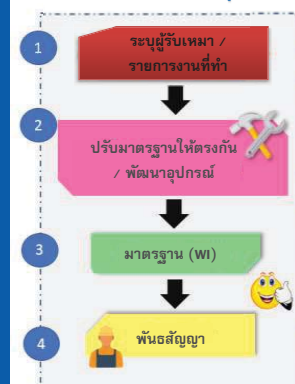 1
ระบุผู้รับเหมา /
รายการงานที่ทำ
2
ปรับมาตรฐานให้ตรงกัน
/ พัฒนาอุปกรณ์
3
มาตรฐาน (WI)
4
พันธสัญญา